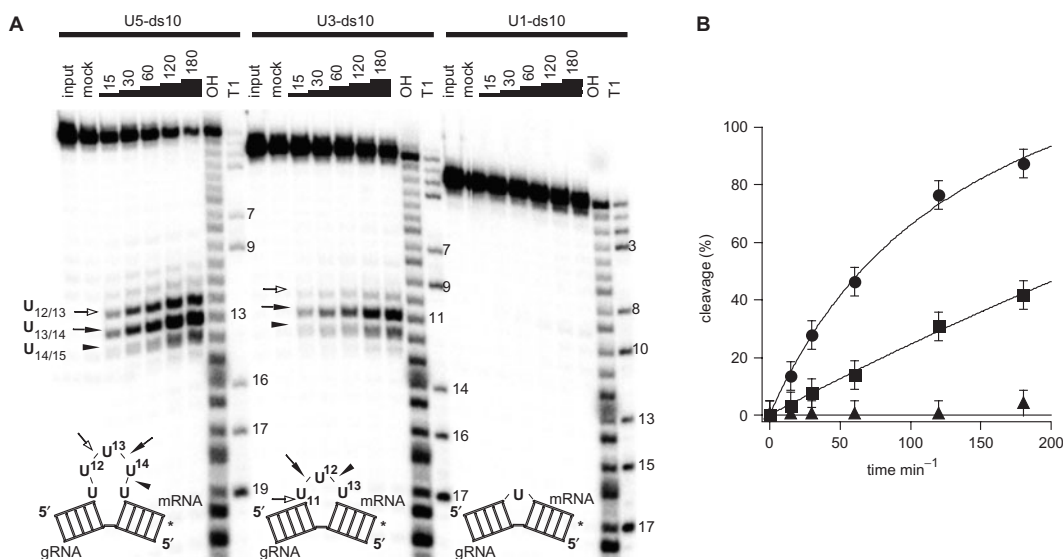 A
U5-ds10 U3-ds10 U1-ds10
input mock 15 30 60 120 180 OH T1 input mock 15 30 60 120 180 OH T1 input mock 15 30 60 120 180 OH T1
7
9
13
16
17
19
U12/13
U13/14
U14/15
7
9
11
14
16
17
3
8
10
13
15
17
U U12 U13 U14 U
5′ mRNA
gRNA 5′ *
U11 U12 U13
5′ mRNA
gRNA 5′ *
U
5′ mRNA
gRNA 5′ *
B
100
80
60
40
20
0
cleavage (%)
0 50 100 150 200
time min−1